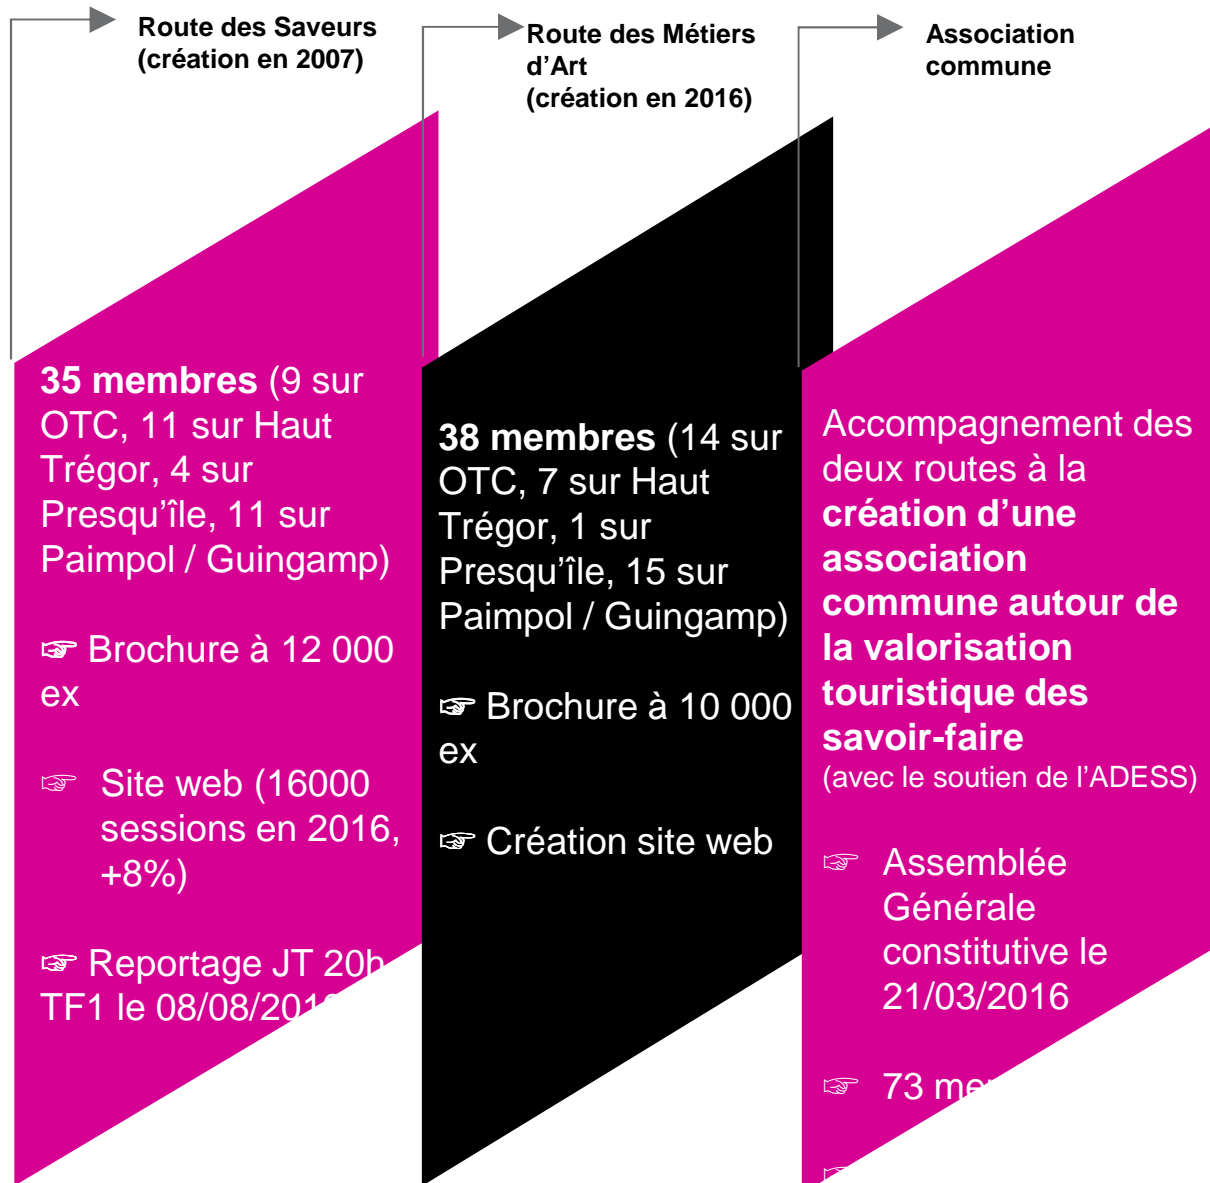 Route des Saveurs
(création en 2007)
Route des Métiers
d’Art
(création en 2016)
Association
commune
35 membres (9 sur
OTC, 11 sur Haut
Trégor, 4 sur
Presqu’île, 11 sur
Paimpol / Guingamp)
☞ Brochure à 12 000
ex
☞ Site web (16000
sessions en 2016,
+8%)
☞ Reportage JT 20h
TF1 le
38 membres (14 sur
OTC, 7 sur Haut
Trégor, 1 sur
Presqu’île, 15 sur
Paimpol / Guingamp)
☞ Brochure à 10 000
ex
☞ Création site web
Accompagnement des
deux routes à la
création d’une
association
commune autour de
la valorisation
touristique des
savoir-faire
(avec le soutien de l’ADESS)
☞ Assemblée
Générale
constitutive le
21/03/2016
☞ 73
☞